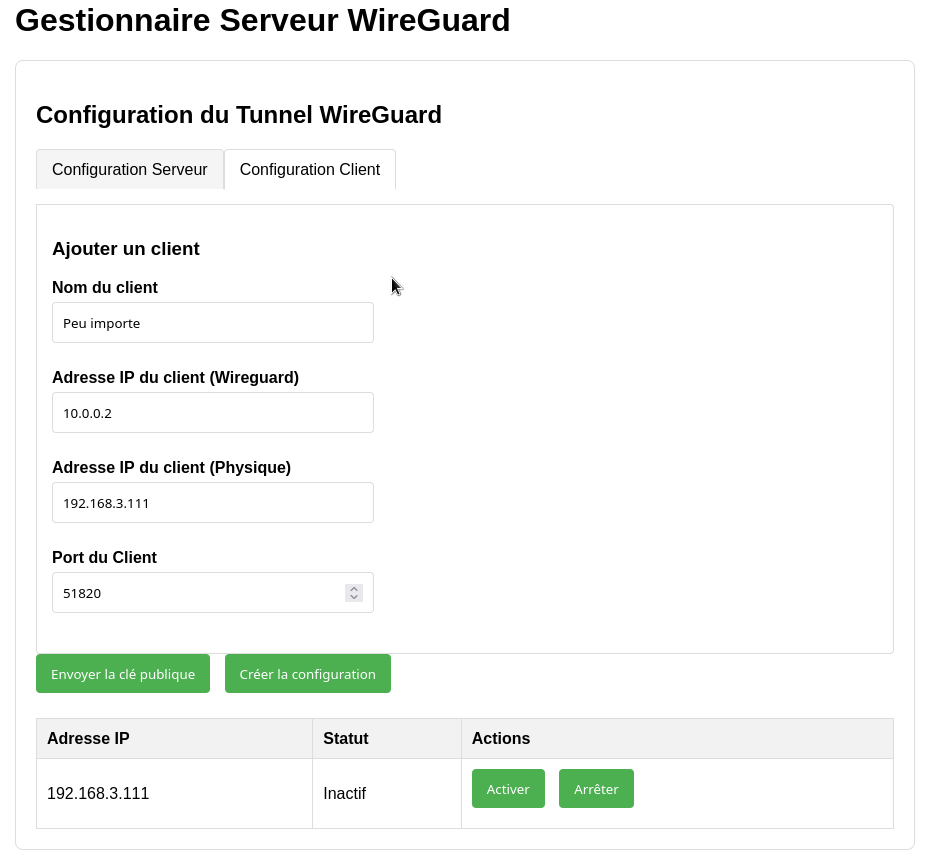 Gestionnaire Serveur WireGuard
Configuration du Tunnel WireGuard
Configuration Serveur
Configuration Client
Ajouter un client
Nom du client
Peu importe
Adresse IP du client (Wireguard)
10.0.0.2
Adresse IP du client (Physique)
192.168.3.111
Port du Client
51820
Envoyer la clé publique
Créer la configuration
Adresse IP Statut Actions
192.168.3.111 Inactif Activer Arrêter